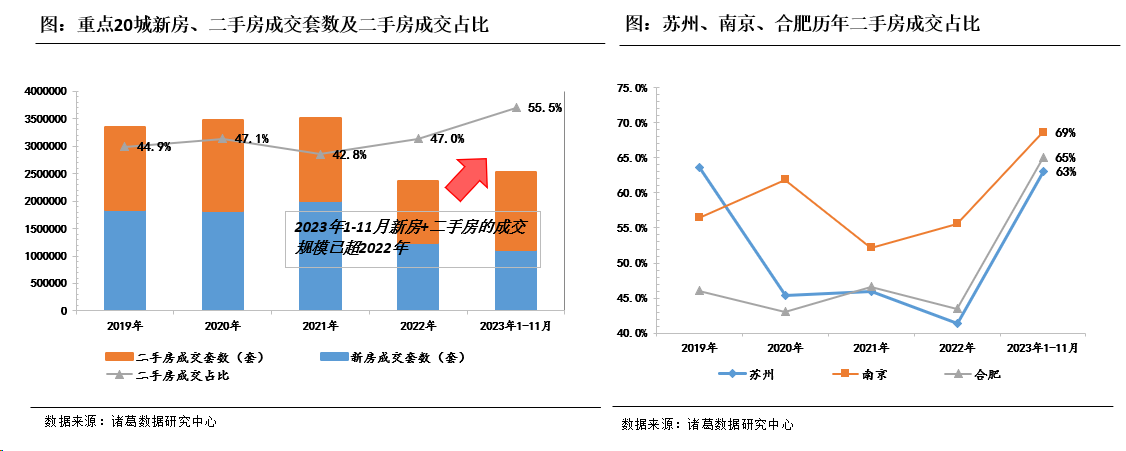 图：重点20城新房、二手房成交套数及二手房成交占比
4000000
3500000
3000000
2500000
2000000
1500000
1000000
500000
0
44.9%
47.1%
42.8%
47.0%
55.5%
2023年1-11月新房+二手房的成交
规模已超2022年
2019年
2020年
2021年
2022年
2023年1-11月
二手房成交套数（套）
新房成交套数（套）
二手房成交占比
数据来源：诸葛数据研究中心
图：苏州、南京、合肥历年二手房成交占比
75.0%
70.0%
65.0%
60.0%
55.0%
50.0%
45.0%
40.0%
69%
65%
63%
2019年
2020年
2021年
2022年
2023年1-11月
苏州
南京
合肥
数据来源：诸葛数据研究中心